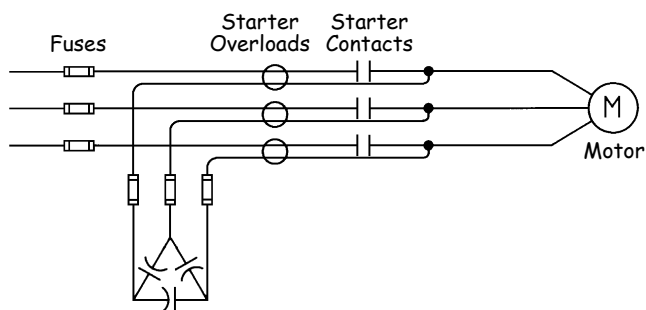 Fuses
Starter
Overloads
Starter
Contacts
M
Motor